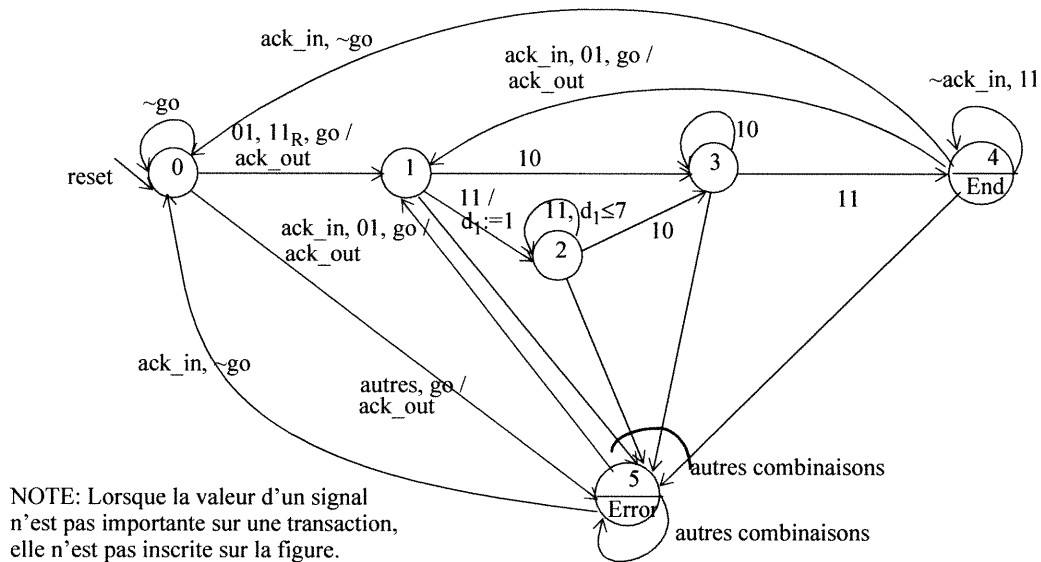 ack_in, ~go
ack_in, 01, go /
ack_out
~ack_in, 11
~go
01, 11R, go /
ack_out
reset
0
1
10
3
10
4
End
11
11 /
d1:=1
11, d1≤7
2
10
ack_in, 01, go /
ack_out
ack_in, ~go
autres, go /
ack_out
5
Error
autres combinaisons
autres combinaisons
NOTE: Lorsque la valeur d'un signal
n'est pas importante sur une transaction,
elle n'est pas inscrite sur la figure.